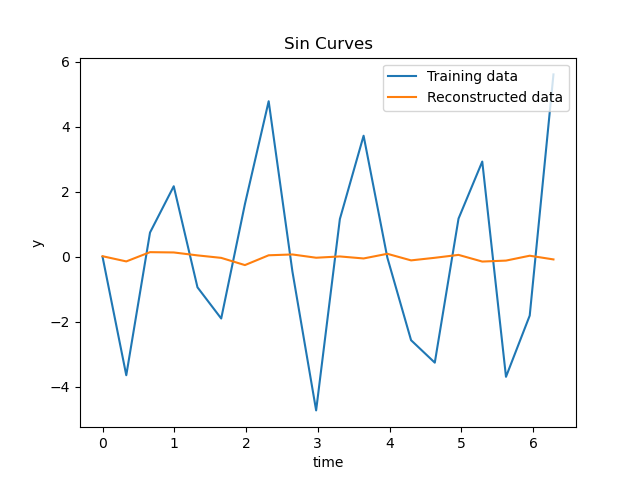 Sin Curves
Training data
Reconstructed data
6
4
2
0
−2
−4
y
0 1 2 3 4 5 6
time